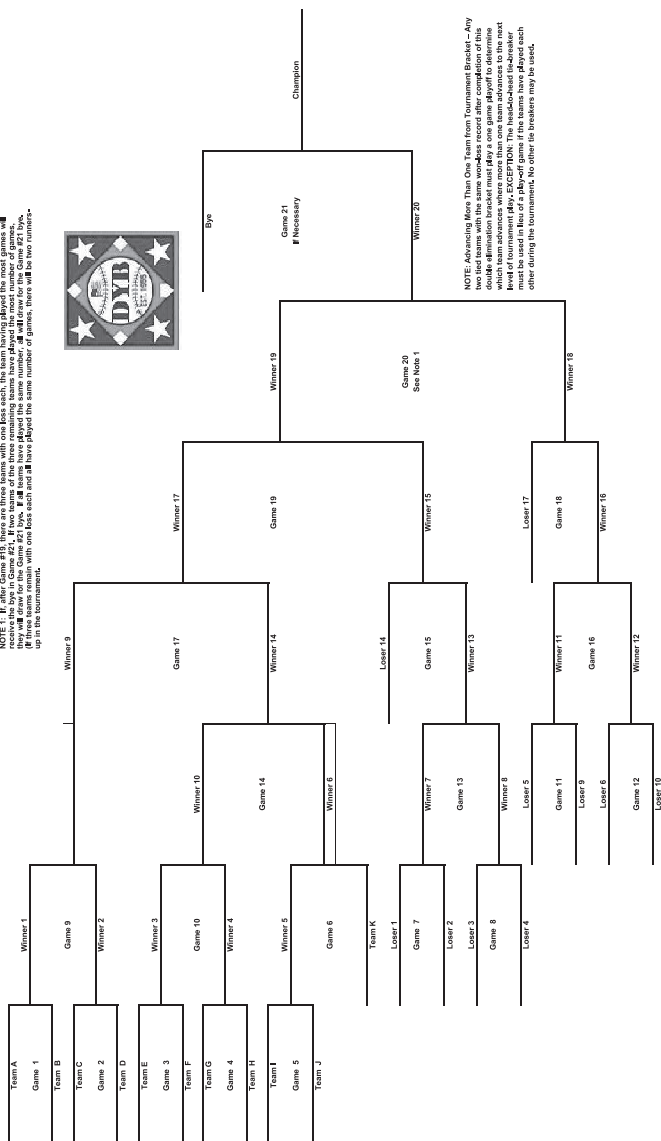 NOTE 1: If, after Game #19, there are three teams with one loss each, the team having played the most games will
receive the bye in Game #21. If two teams of the three remaining teams have played the most number of games,
they will draw for the Game #21 bye. If all teams have played the same number, all will draw for the Game #21 bye.
(If three teams remain with one loss each and all have played the same number of games, there will be two runners-
up in the tournament.
DYB
EST. 1955
Team A
Game 1
Team B
Team C
Game 2
Team D
Team E
Game 3
Team F
Team G
Game 4
Team H
Team I
Game 5
Team J
Winner 1
Game 9
Winner 2
Winner 3
Game 10
Winner 4
Winner 5
Game 6
Team K
Loser 1
Game 7
Loser 2
Loser 3
Game 8
Loser 4
Winner 10
Game 14
Winner 6
Winner 7
Game 13
Winner 8
Loser 5
Game 11
Loser 9
Loser 6
Game 12
Loser 10
Winner 9
Game 17
Winner 14
Loser 14
Game 15
Winner 13
Winner 11
Game 16
Winner 12
Winner 17
Game 19
Winner 15
Loser 17
Game 18
Winner 16
Winner 19
Game 20
See Note 1
Winner 18
Bye
Game 21
If Necessary
Winner 20
Champion
NOTE: Advancing More Than One Team from Tournament Bracket – Any
two tied teams with the same won-loss record after completion of this
double elimination bracket must play a one game playoff to determine
which team advances where more than one team advances to the next
level of tournament play. EXCEPTION: The head-to-head tie-breaker
must be used in lieu of a play-off game if the teams have played each
other during the tournament. No other tie breakers may be used.